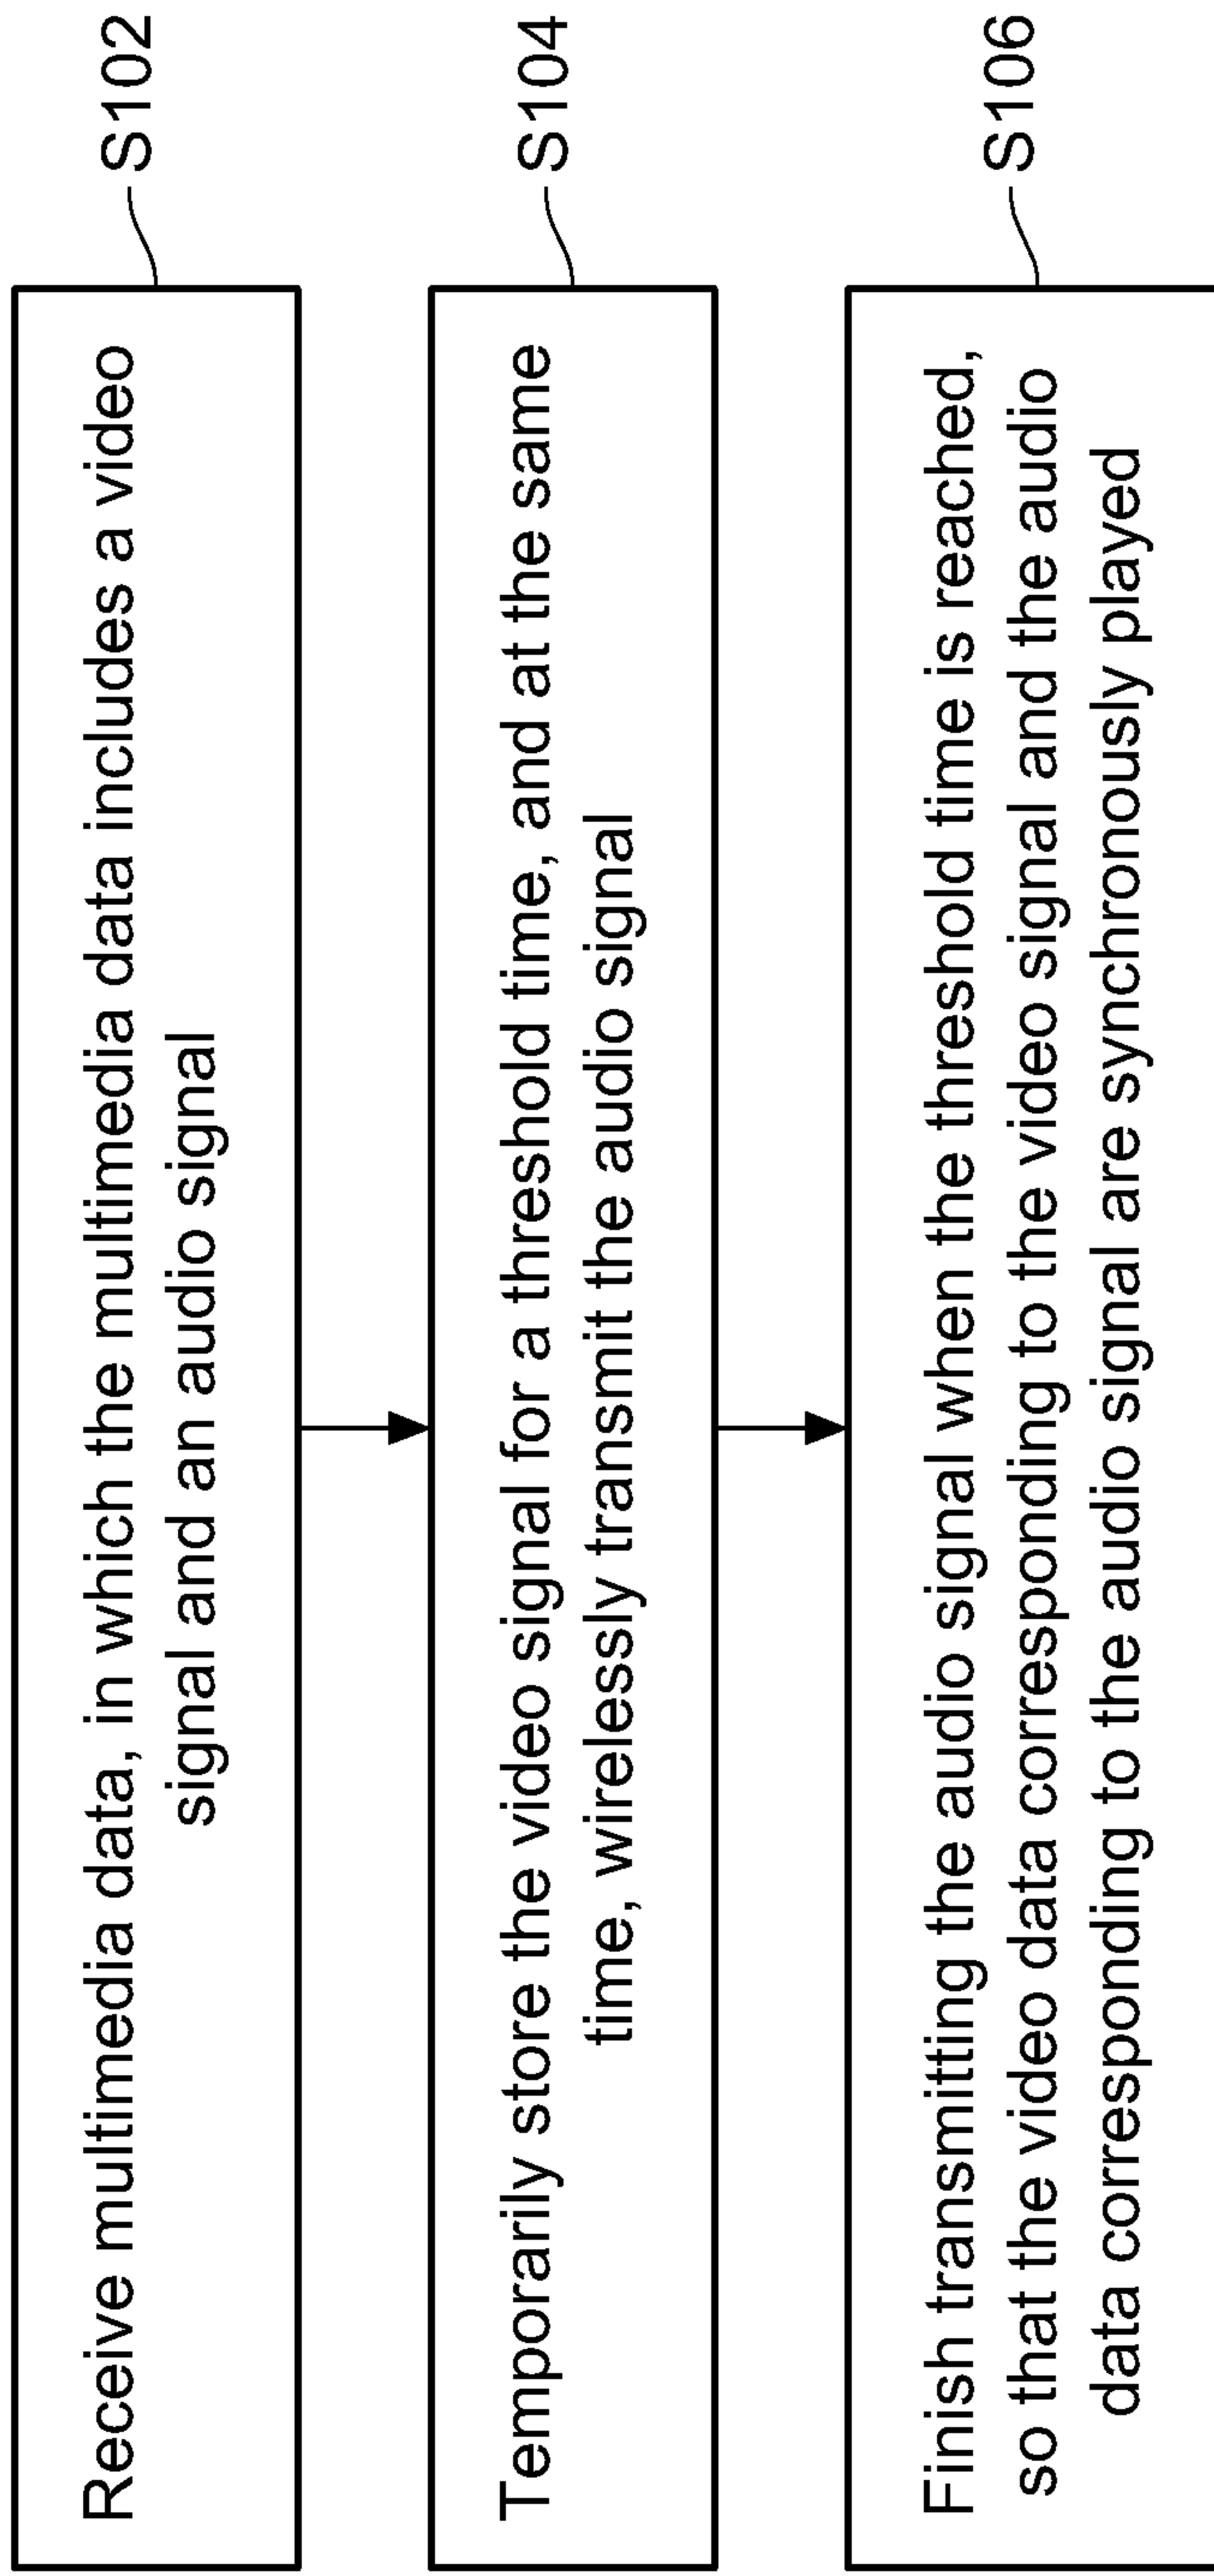 Receive multimedia data, in which the multimedia data includes a video
signal and an audio signal
S102
Temporarily store the video signal for a threshold time, and at the same
time, wirelessly transmit the audio signal
S104
Finish transmitting the audio signal when the threshold time is reached,
so that the video data corresponding to the video signal and the audio
data corresponding to the audio signal are synchronously played
S106